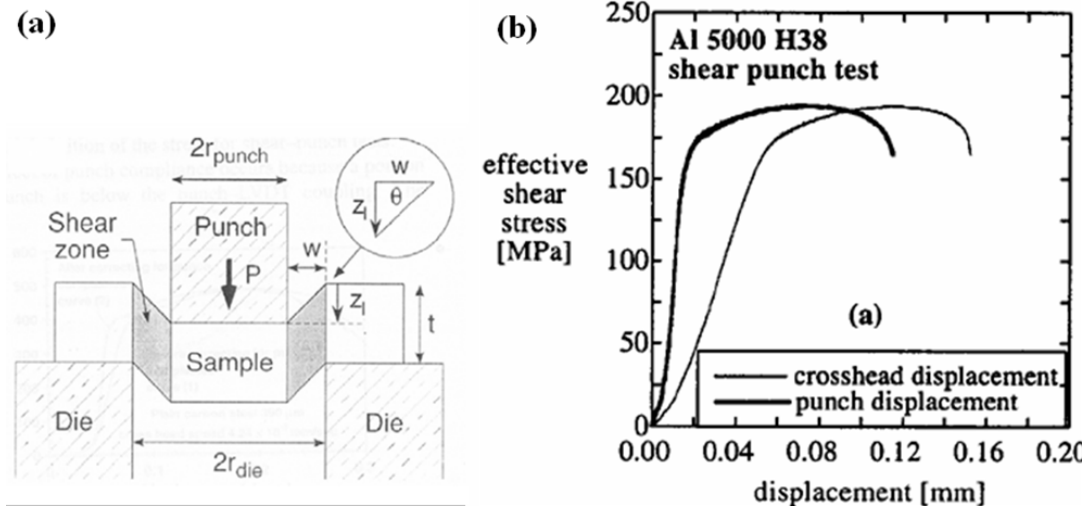 (a)
2r_punch
w
θ
z_l
Shear zone
Punch
P
w
z_l
t
Sample
Die
Die
2r_die
(b)
Al 5000 H38
shear punch test
effective
shear
stress
[MPa]
250
200
150
100
50
0
(a)
crosshead displacement
punch displacement
0.00 0.04 0.08 0.12 0.16 0.20
displacement [mm]